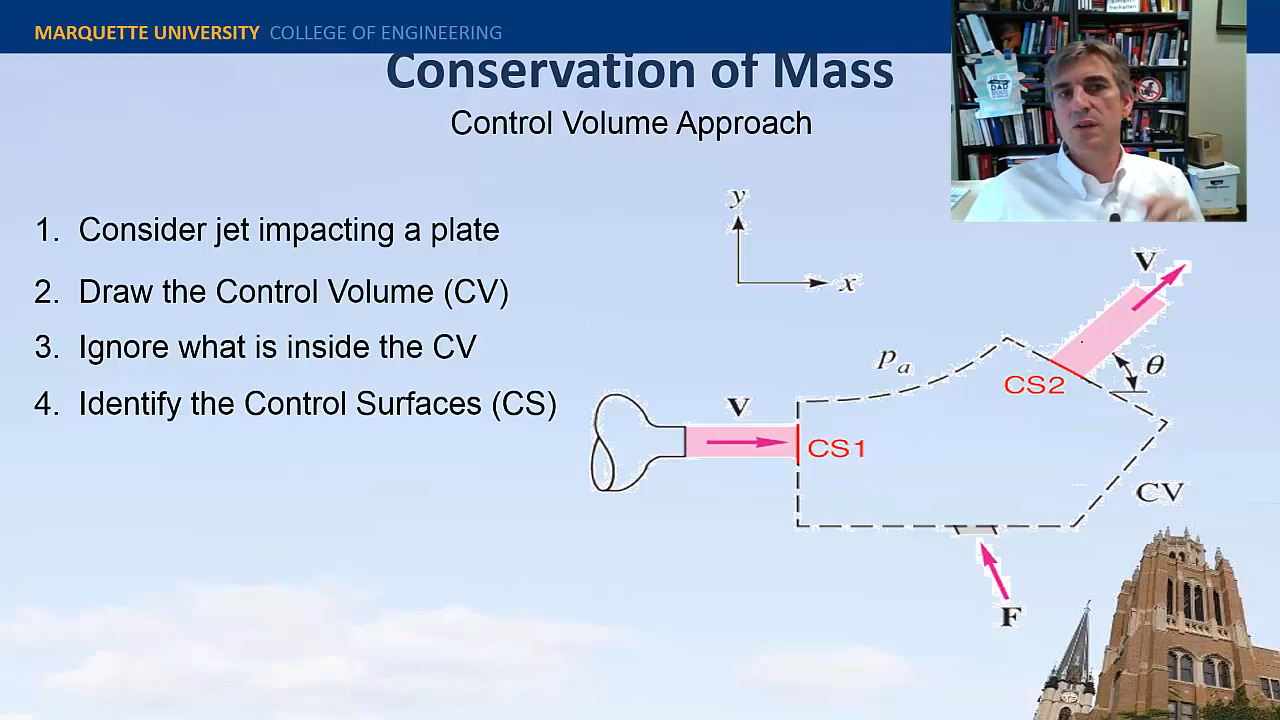 MARQUETTE UNIVERSITY COLLEGE OF ENGINEERING
Conservation of Mass
Control Volume Approach
1. Consider jet impacting a plate
2. Draw the Control Volume (CV)
3. Ignore what is inside the CV
4. Identify the Control Surfaces (CS)
y
x
V
pa
CS2
θ
V
CS1
CV
F
DAD